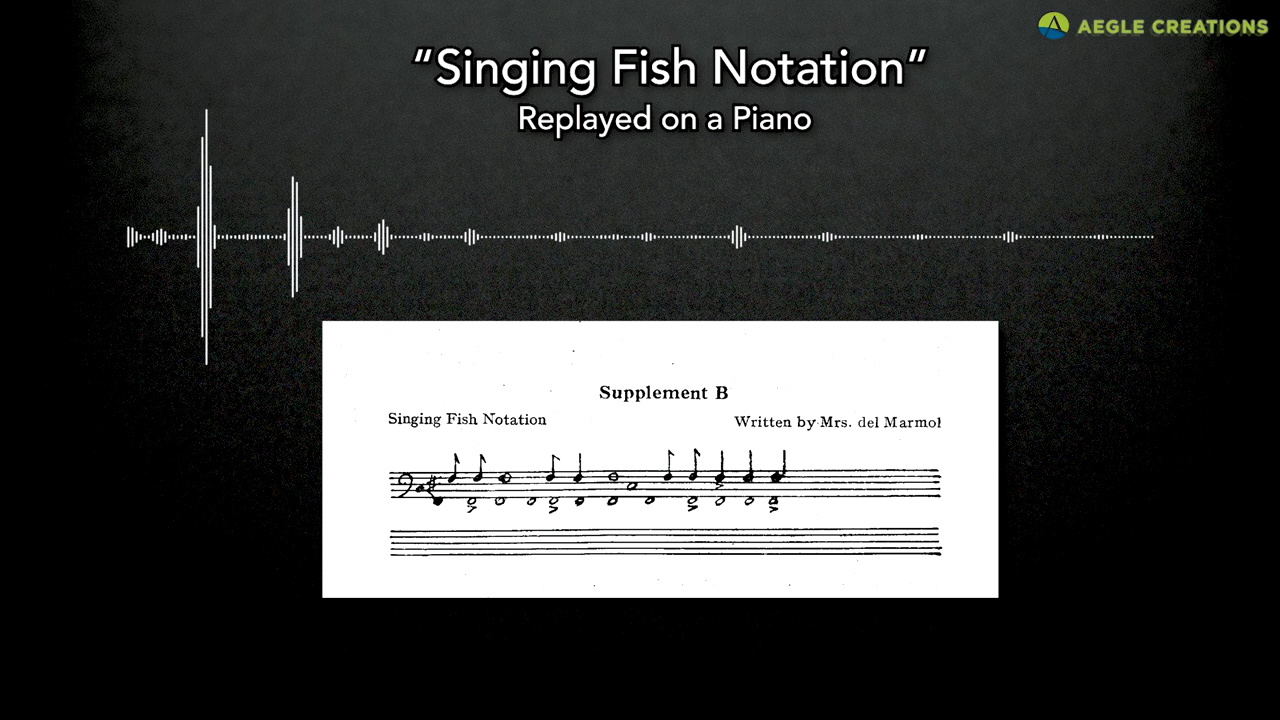 AEGLE CREATIONS
“Singing Fish Notation”
Replayed on a Piano
Supplement B
Singing Fish Notation
Written by Mrs. del Marmol